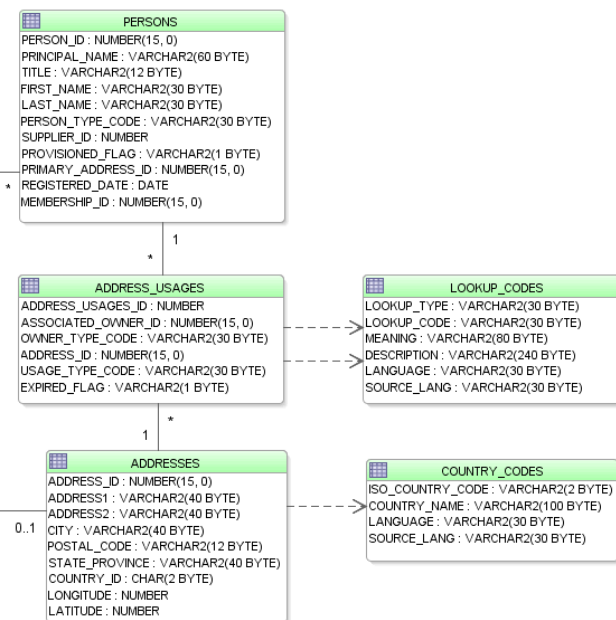 PERSONS
PERSON_ID : NUMBER(15, 0)
PRINCIPAL_NAME : VARCHAR2(60 BYTE)
TITLE : VARCHAR2(12 BYTE)
FIRST_NAME : VARCHAR2(30 BYTE)
LAST_NAME : VARCHAR2(30 BYTE)
PERSON_TYPE_CODE : VARCHAR2(30 BYTE)
SUPPLIER_ID : NUMBER
PROVISIONED_FLAG : VARCHAR2(1 BYTE)
PRIMARY_ADDRESS_ID : NUMBER(15, 0)
* REGISTERED_DATE : DATE
MEMBERSHIP_ID : NUMBER(15, 0)
1
*
ADDRESS_USAGES
ADDRESS_USAGES_ID : NUMBER
ASSOCIATED_OWNER_ID : NUMBER(15, 0)
OWNER_TYPE_CODE : VARCHAR2(30 BYTE)
ADDRESS_ID : NUMBER(15, 0)
USAGE_TYPE_CODE : VARCHAR2(30 BYTE)
EXPIRED_FLAG : VARCHAR2(1 BYTE)
LOOKUP_CODES
LOOKUP_TYPE : VARCHAR2(30 BYTE)
LOOKUP_CODE : VARCHAR2(30 BYTE)
MEANING : VARCHAR2(80 BYTE)
DESCRIPTION : VARCHAR2(240 BYTE)
LANGUAGE : VARCHAR2(30 BYTE)
SOURCE_LANG : VARCHAR2(30 BYTE)
*
1
ADDRESSES
ADDRESS_ID : NUMBER(15, 0)
ADDRESS1 : VARCHAR2(40 BYTE)
ADDRESS2 : VARCHAR2(40 BYTE)
0..1
CITY : VARCHAR2(40 BYTE)
POSTAL_CODE : VARCHAR2(12 BYTE)
STATE_PROVINCE : VARCHAR2(40 BYTE)
COUNTRY_ID : CHAR(2 BYTE)
LONGITUDE : NUMBER
LATITUDE : NUMBER
COUNTRY_CODES
ISO_COUNTRY_CODE : VARCHAR2(2 BYTE)
COUNTRY_NAME : VARCHAR2(100 BYTE)
LANGUAGE : VARCHAR2(30 BYTE)
SOURCE_LANG : VARCHAR2(30 BYTE)